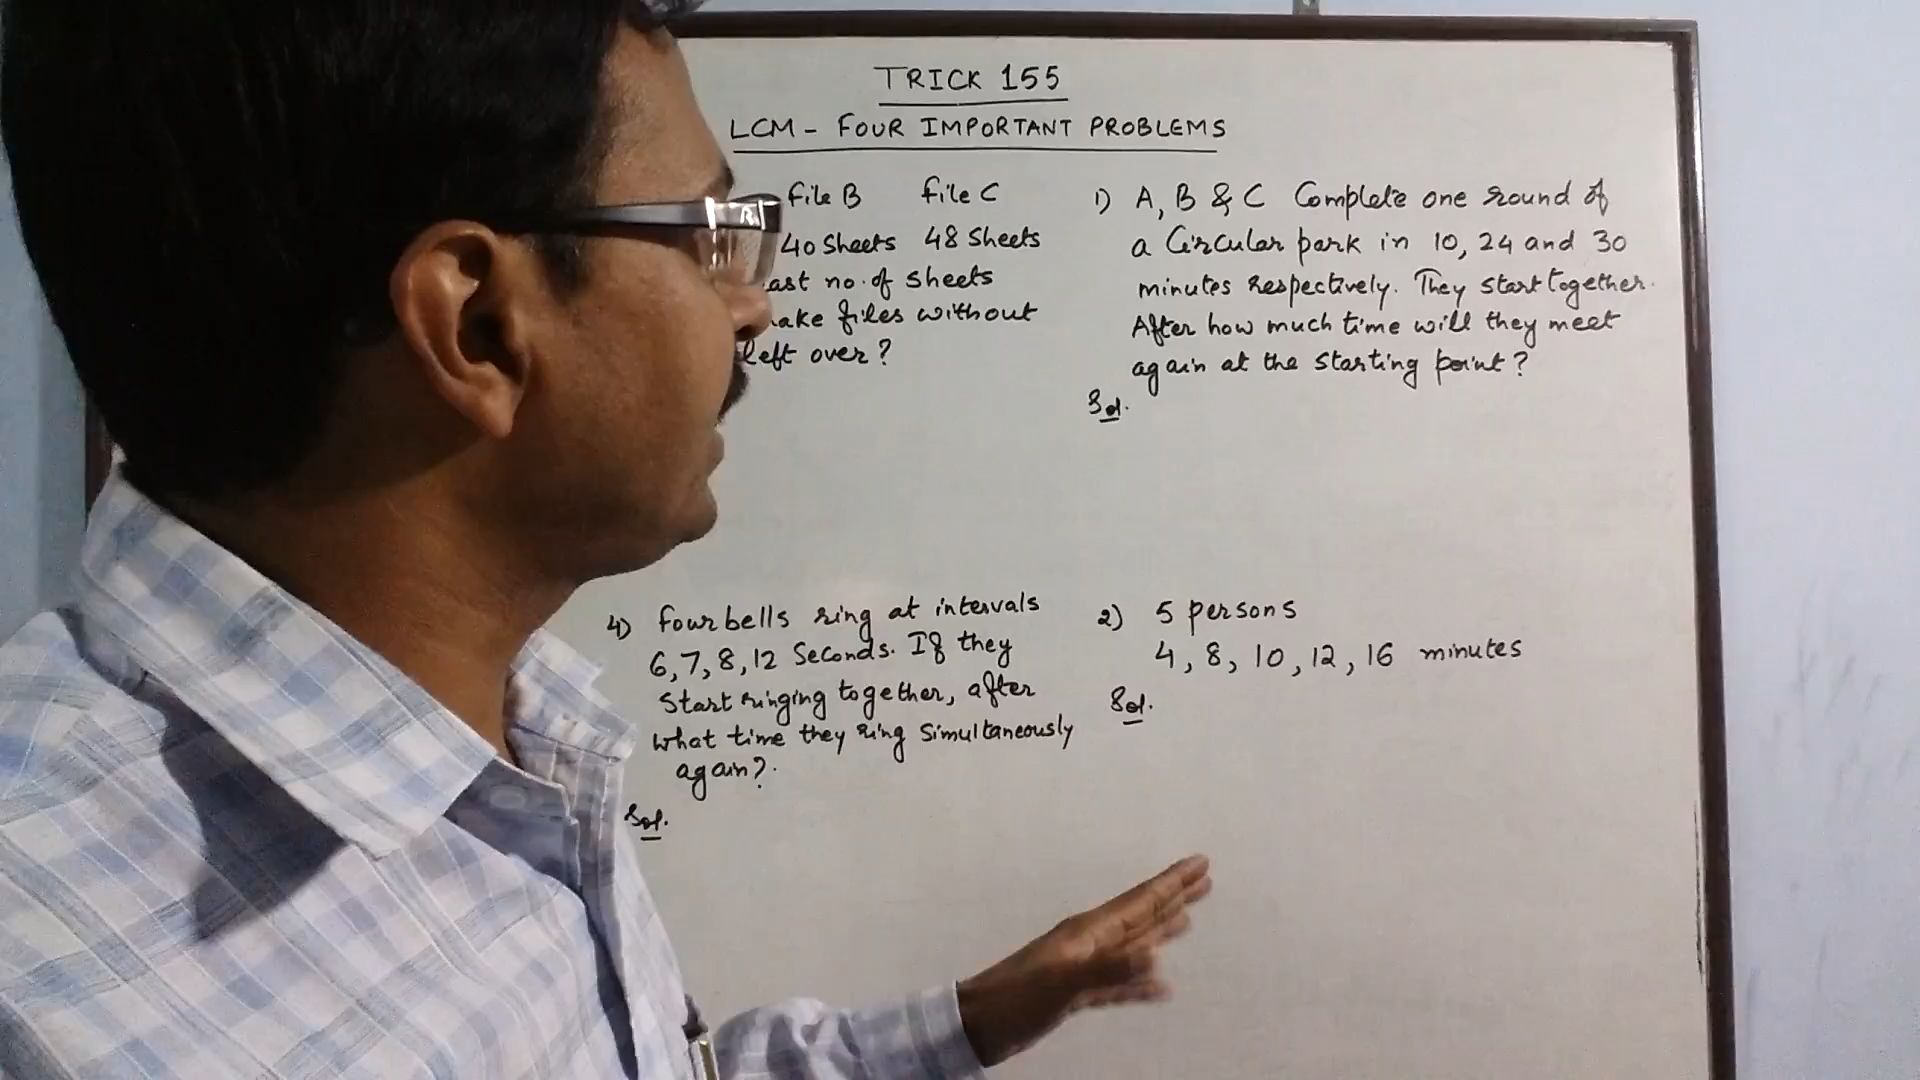 TRICK 155
LCM - FOUR IMPORTANT PROBLEMS
file B file C
40 Sheets 48 Sheets
no. of sheets
files without
left over?
1) A, B & C Complete one round of
a Circular park in 10, 24 and 30
minutes respectively. They start together.
After how much time will they meet
again at the starting point?
Sol.
4) four bells ring at intervals
6, 7, 8, 12 Seconds. If they
Start ringing together, after
what time they ring simultaneously
again?.
Sol.
2) 5 persons
4, 8, 10, 12, 16 minutes
Sol.